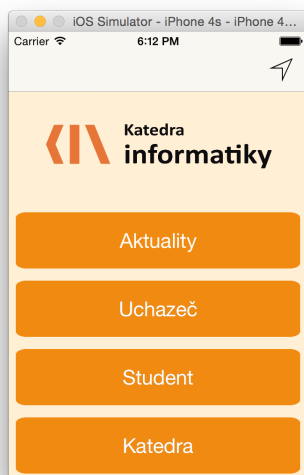 iOS Simulator - iPhone 4s - iPhone 4...
Carrier 6:12 PM
Katedra
informatiky
Aktuality
Uchazeč
Student
Katedra